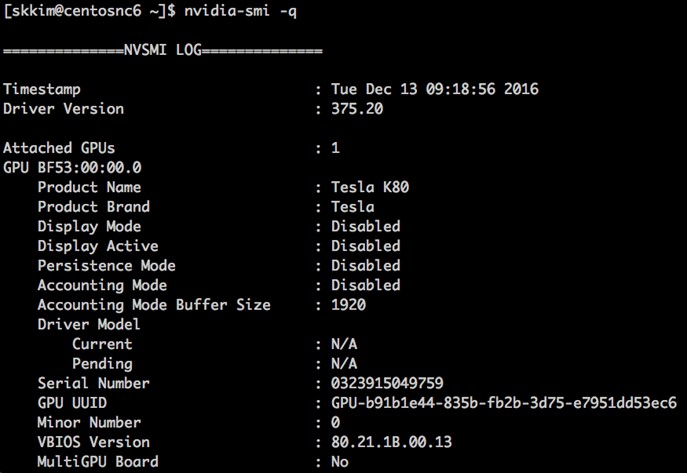 [skkim@centosnc6 ~]$ nvidia-smi -q
==============NVSMI LOG==============
Timestamp : Tue Dec 13 09:18:56 2016
Driver Version : 375.20
Attached GPUs : 1
GPU BF53:00:00.0
Product Name : Tesla K80
Product Brand : Tesla
Display Mode : Disabled
Display Active : Disabled
Persistence Mode : Disabled
Accounting Mode : Disabled
Accounting Mode Buffer Size : 1920
Driver Model
Current : N/A
Pending : N/A
Serial Number : 0323915049759
GPU UUID : GPU-b91b1e44-835b-fb2b-3d75-e7951dd53ec6
Minor Number : 0
VBIOS Version : 80.21.1B.00.13
MultiGPU Board : No